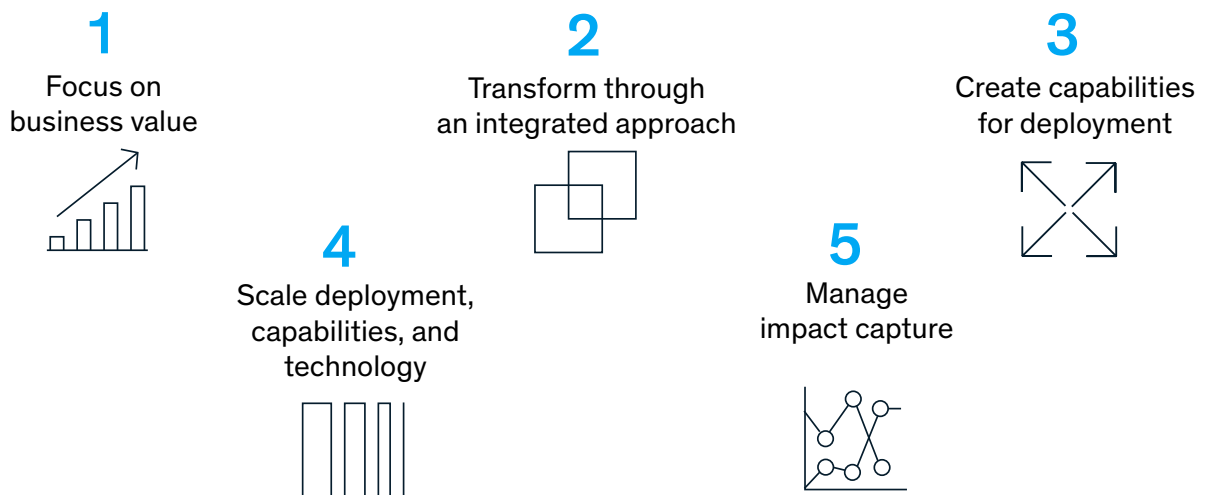 1
Focus on
business value
2
Transform through
an integrated approach
3
Create capabilities
for deployment
4
Scale deployment,
capabilities, and
technology
5
Manage
impact capture